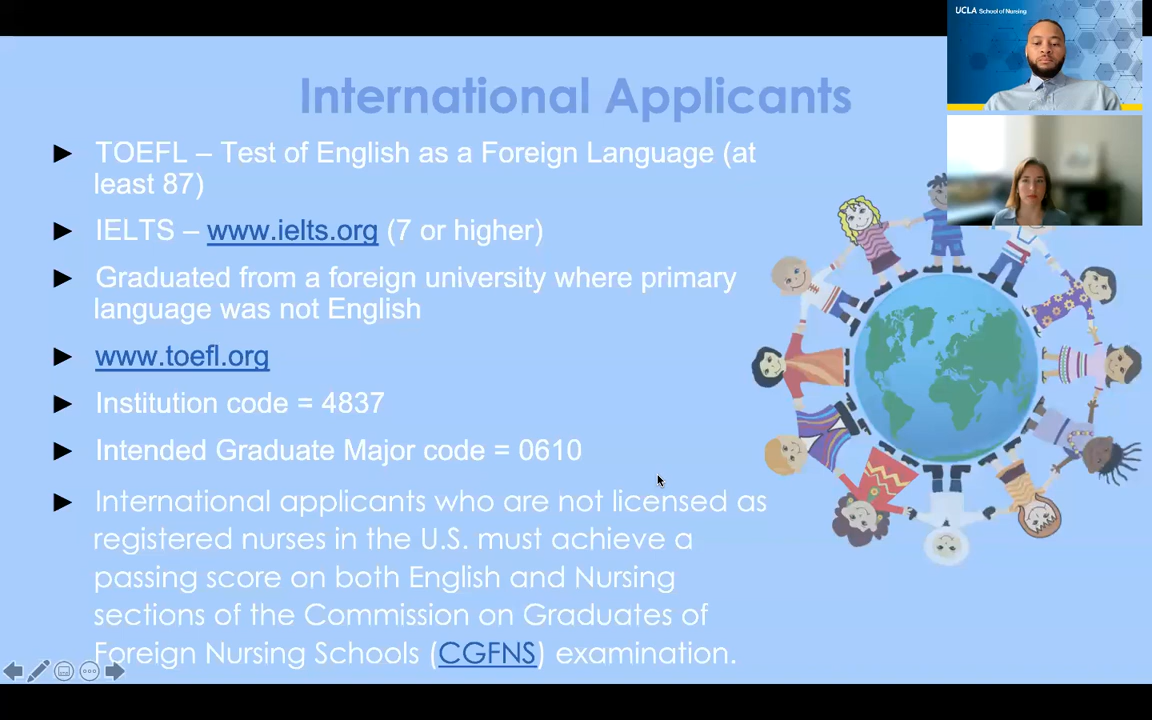 UCLA School of Nursing
International Applicants
► TOEFL – Test of English as a Foreign Language (at
least 87)
► IELTS – www.ielts.org (7 or higher)
► Graduated from a foreign university where primary
language was not English
► www.toefl.org
► Institution code = 4837
► Intended Graduate Major code = 0610
► International applicants who are not licensed as
registered nurses in the U.S. must achieve a
passing score on both English and Nursing
sections of the Commission on Graduates of
Foreign Nursing Schools (CGFNS) examination.